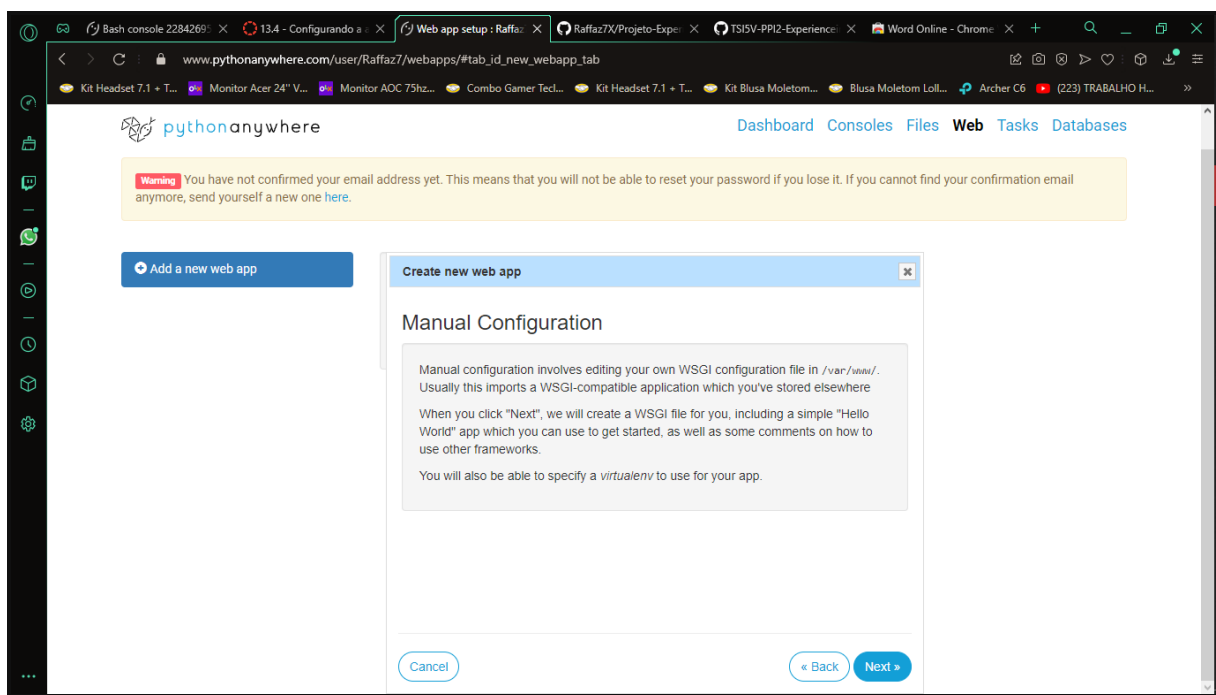 Bash console 22842695
13.4 - Configurando a a
Web app setup : Raffaz
Raffaz7X/Projeto-Exper
TSI5V-PPI2-Experience
Word Online - Chrome
www.pythonanywhere.com/user/Raffaz7/webapps/#tab_id_new_webapp_tab
Kit Headset 7.1 + T...
Monitor Acer 24" V...
Monitor AOC 75hz...
Combo Gamer Tecl...
Kit Headset 7.1 + T...
Kit Blusa Moletom...
Blusa Moletom Loll...
Archer C6
(223) TRABALHO H...
pythonanywhere
Dashboard Consoles Files Web Tasks Databases
Warning You have not confirmed your email address yet. This means that you will not be able to reset your password if you lose it. If you cannot find your confirmation email
anymore, send yourself a new one here.
Add a new web app
Create new web app
Manual Configuration
Manual configuration involves editing your own WSGI configuration file in /var/www/.
Usually this imports a WSGI-compatible application which you've stored elsewhere
When you click "Next", we will create a WSGI file for you, including a simple "Hello
World" app which you can use to get started, as well as some comments on how to
use other frameworks.
You will also be able to specify a virtualenv to use for your app.
Cancel
« Back
Next »